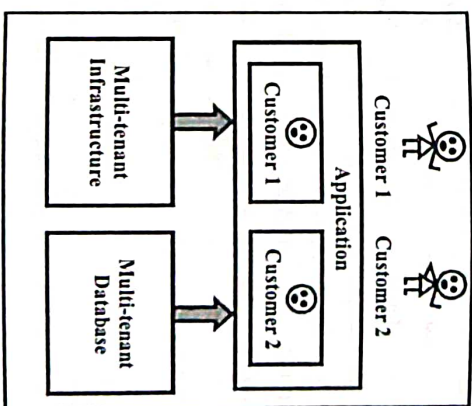 Customer 1
Customer 2
Application
Customer 1
Customer 2
Multi-tenant
Infrastructure
Multi-tenant
Database